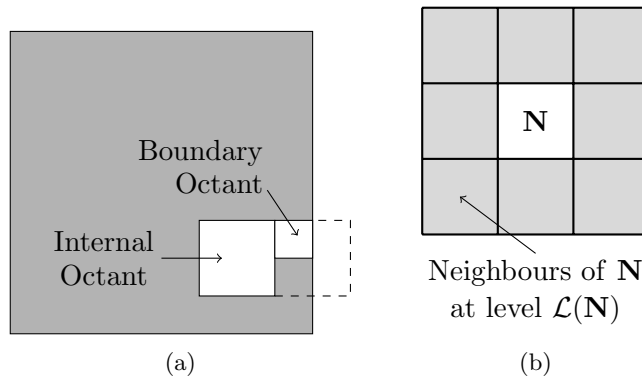 Boundary
Octant
Internal
Octant
(a)
N
Neighbours of N
at level 𝓛(N)
(b)